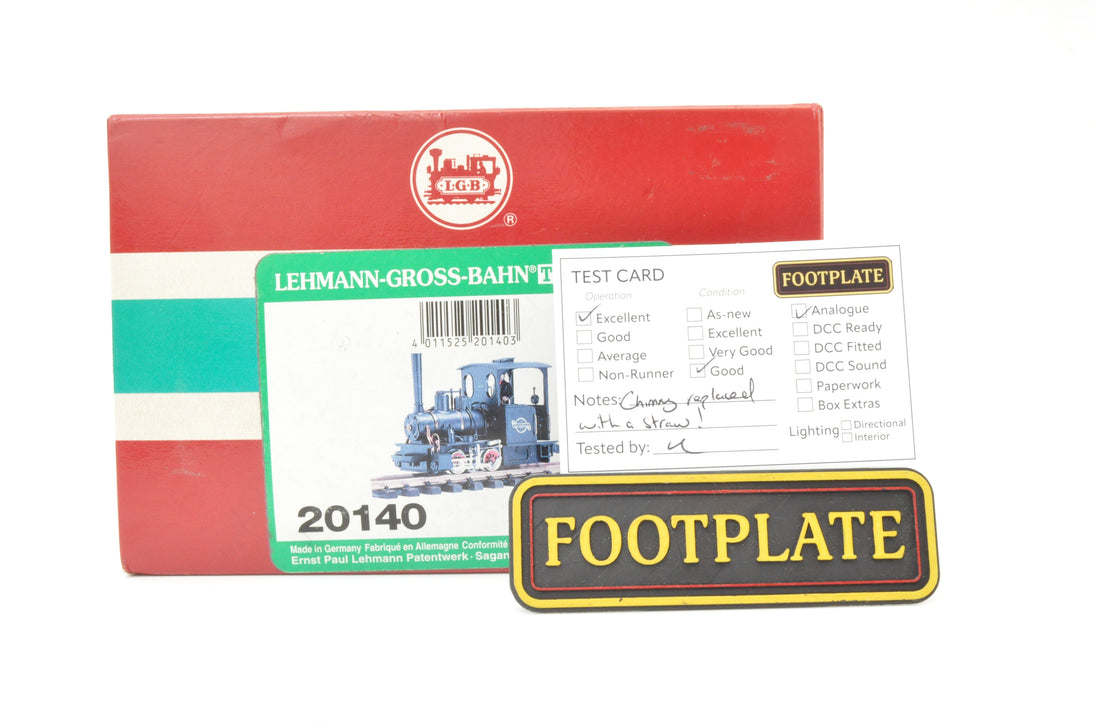 L·G·B
®
LEHMANN-GROSS-BAHN®
4 011525 201403
20140
Made in Germany Fabriqué en Allemagne Conformité
Ernst Paul Lehmann Patentwerk · Sagan
TEST CARD
FOOTPLATE
Operation
Excellent
Good
Average
Non-Runner
Condition
As-new
Excellent
Very Good
Good
Analogue
DCC Ready
DCC Fitted
DCC Sound
Paperwork
Box Extras
Notes: Chimney replaced
with a straw!
Tested by:
Lighting
Directional
Interior
FOOTPLATE